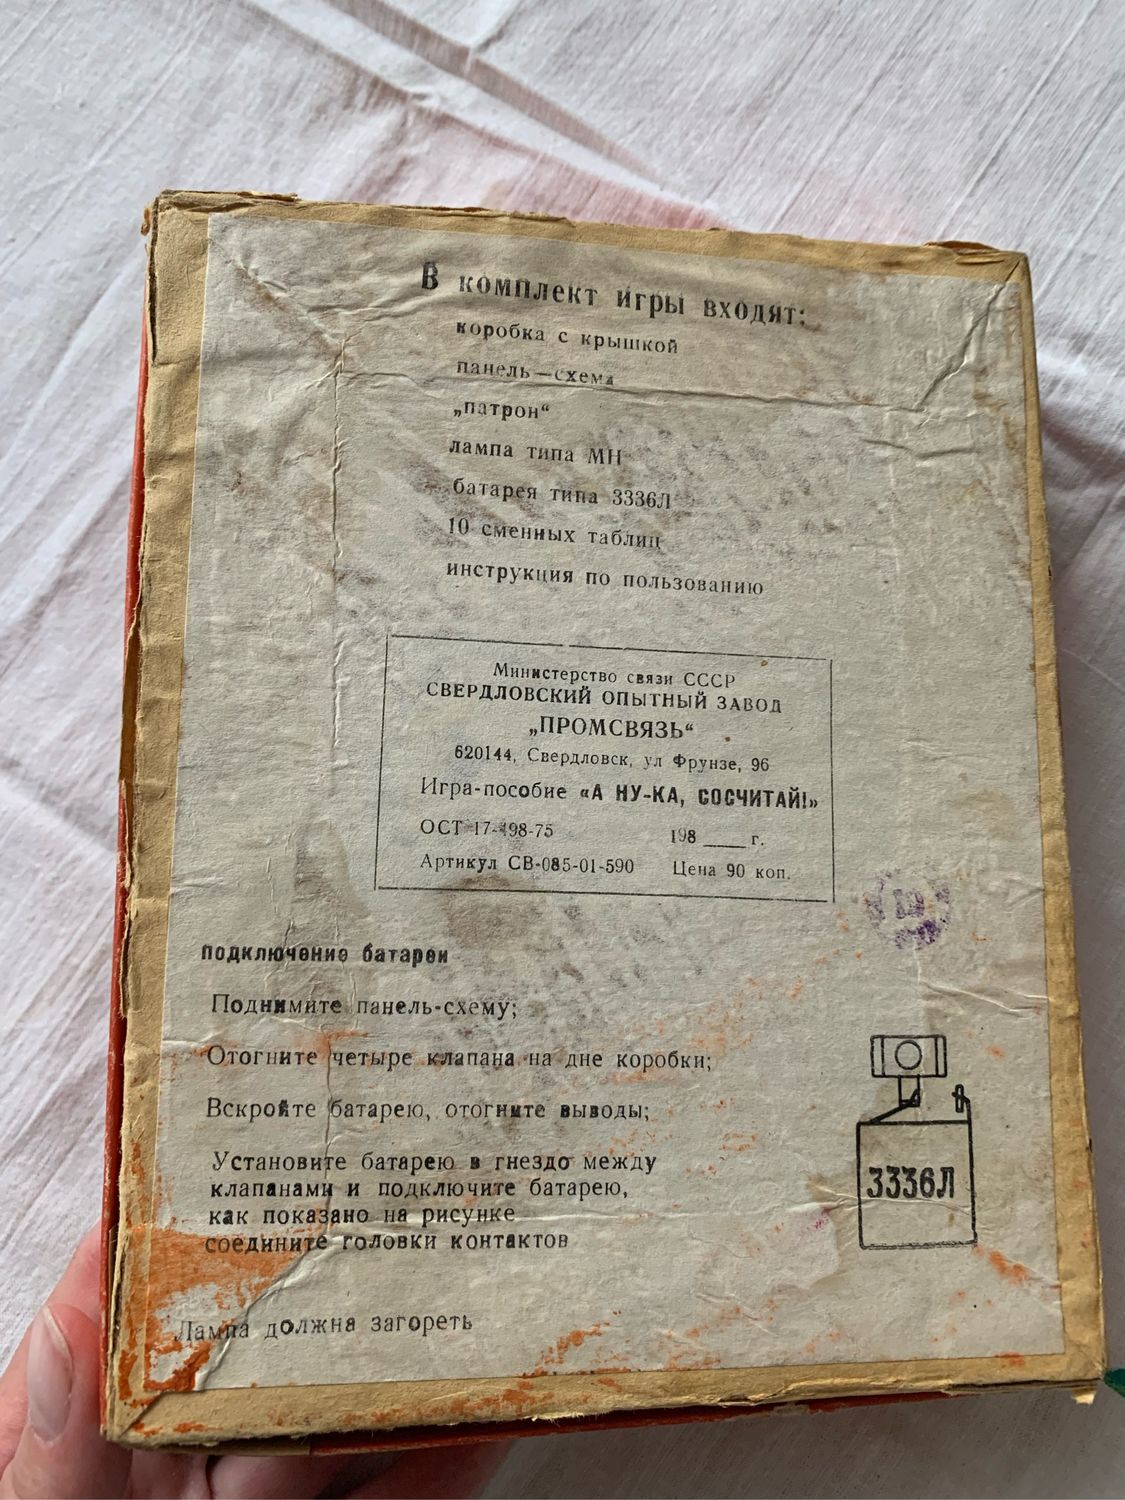 В комплект игры входят:
коробка с крышкой
панель—схема
„патрон“
лампа типа МН
батарея типа 3336Л
10 сменных таблиц
инструкция по пользованию
Министерство связи СССР
СВЕРДЛОВСКИЙ ОПЫТНЫЙ ЗАВОД
„ПРОМСВЯЗЬ“
620144, Свердловск, ул Фрунзе, 96
Игра-пособие «А НУ-КА, СОСЧИТАЙ!»
ОСТ 17-498-75 198____г.
Артикул СВ-085-01-590 Цена 90 коп.
подключение батареи
Поднимите панель-схему;
Отогните четыре клапана на дне коробки;
Вскройте батарею, отогните выводы;
Установите батарею в гнездо между
клапанами и подключите батарею,
как показано на рисунке
соедините головки контактов
3336Л
Лампа должна загореть